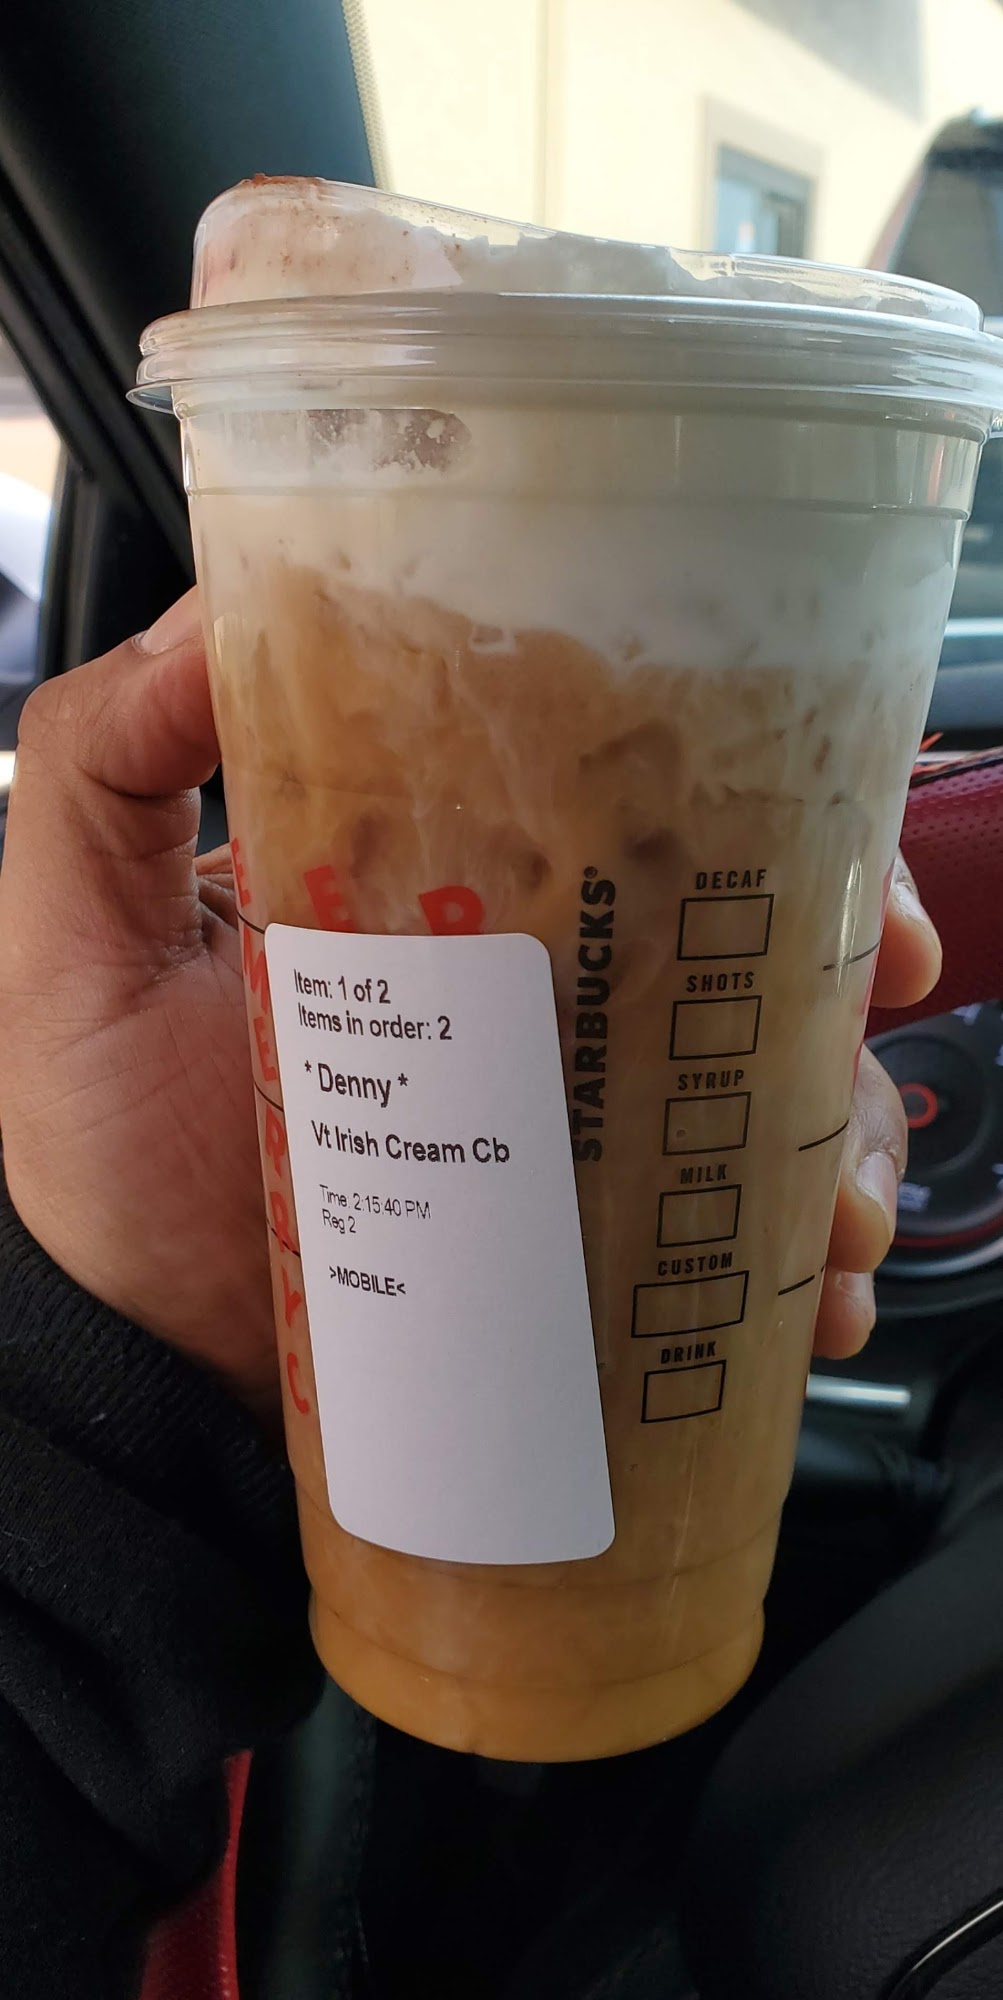 Item: 1 of 2
Items in order: 2
* Denny *
Vt Irish Cream Cb
Time: 2:15:40 PM
Reg 2
>MOBILE<
STARBUCKS®
DECAF
SHOTS
SYRUP
MILK
CUSTOM
DRINK